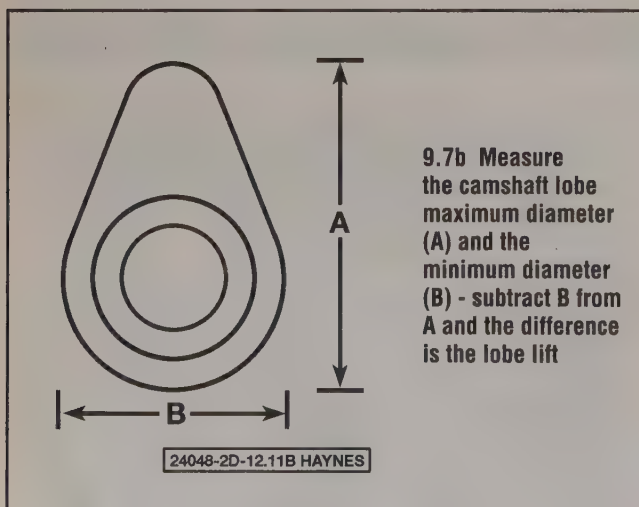 A
B
9.7b Measure
the camshaft lobe
maximum diameter
(A) and the
minimum diameter
(B) - subtract B from
A and the difference
is the lobe lift
24048-2D-12.11B HAYNES